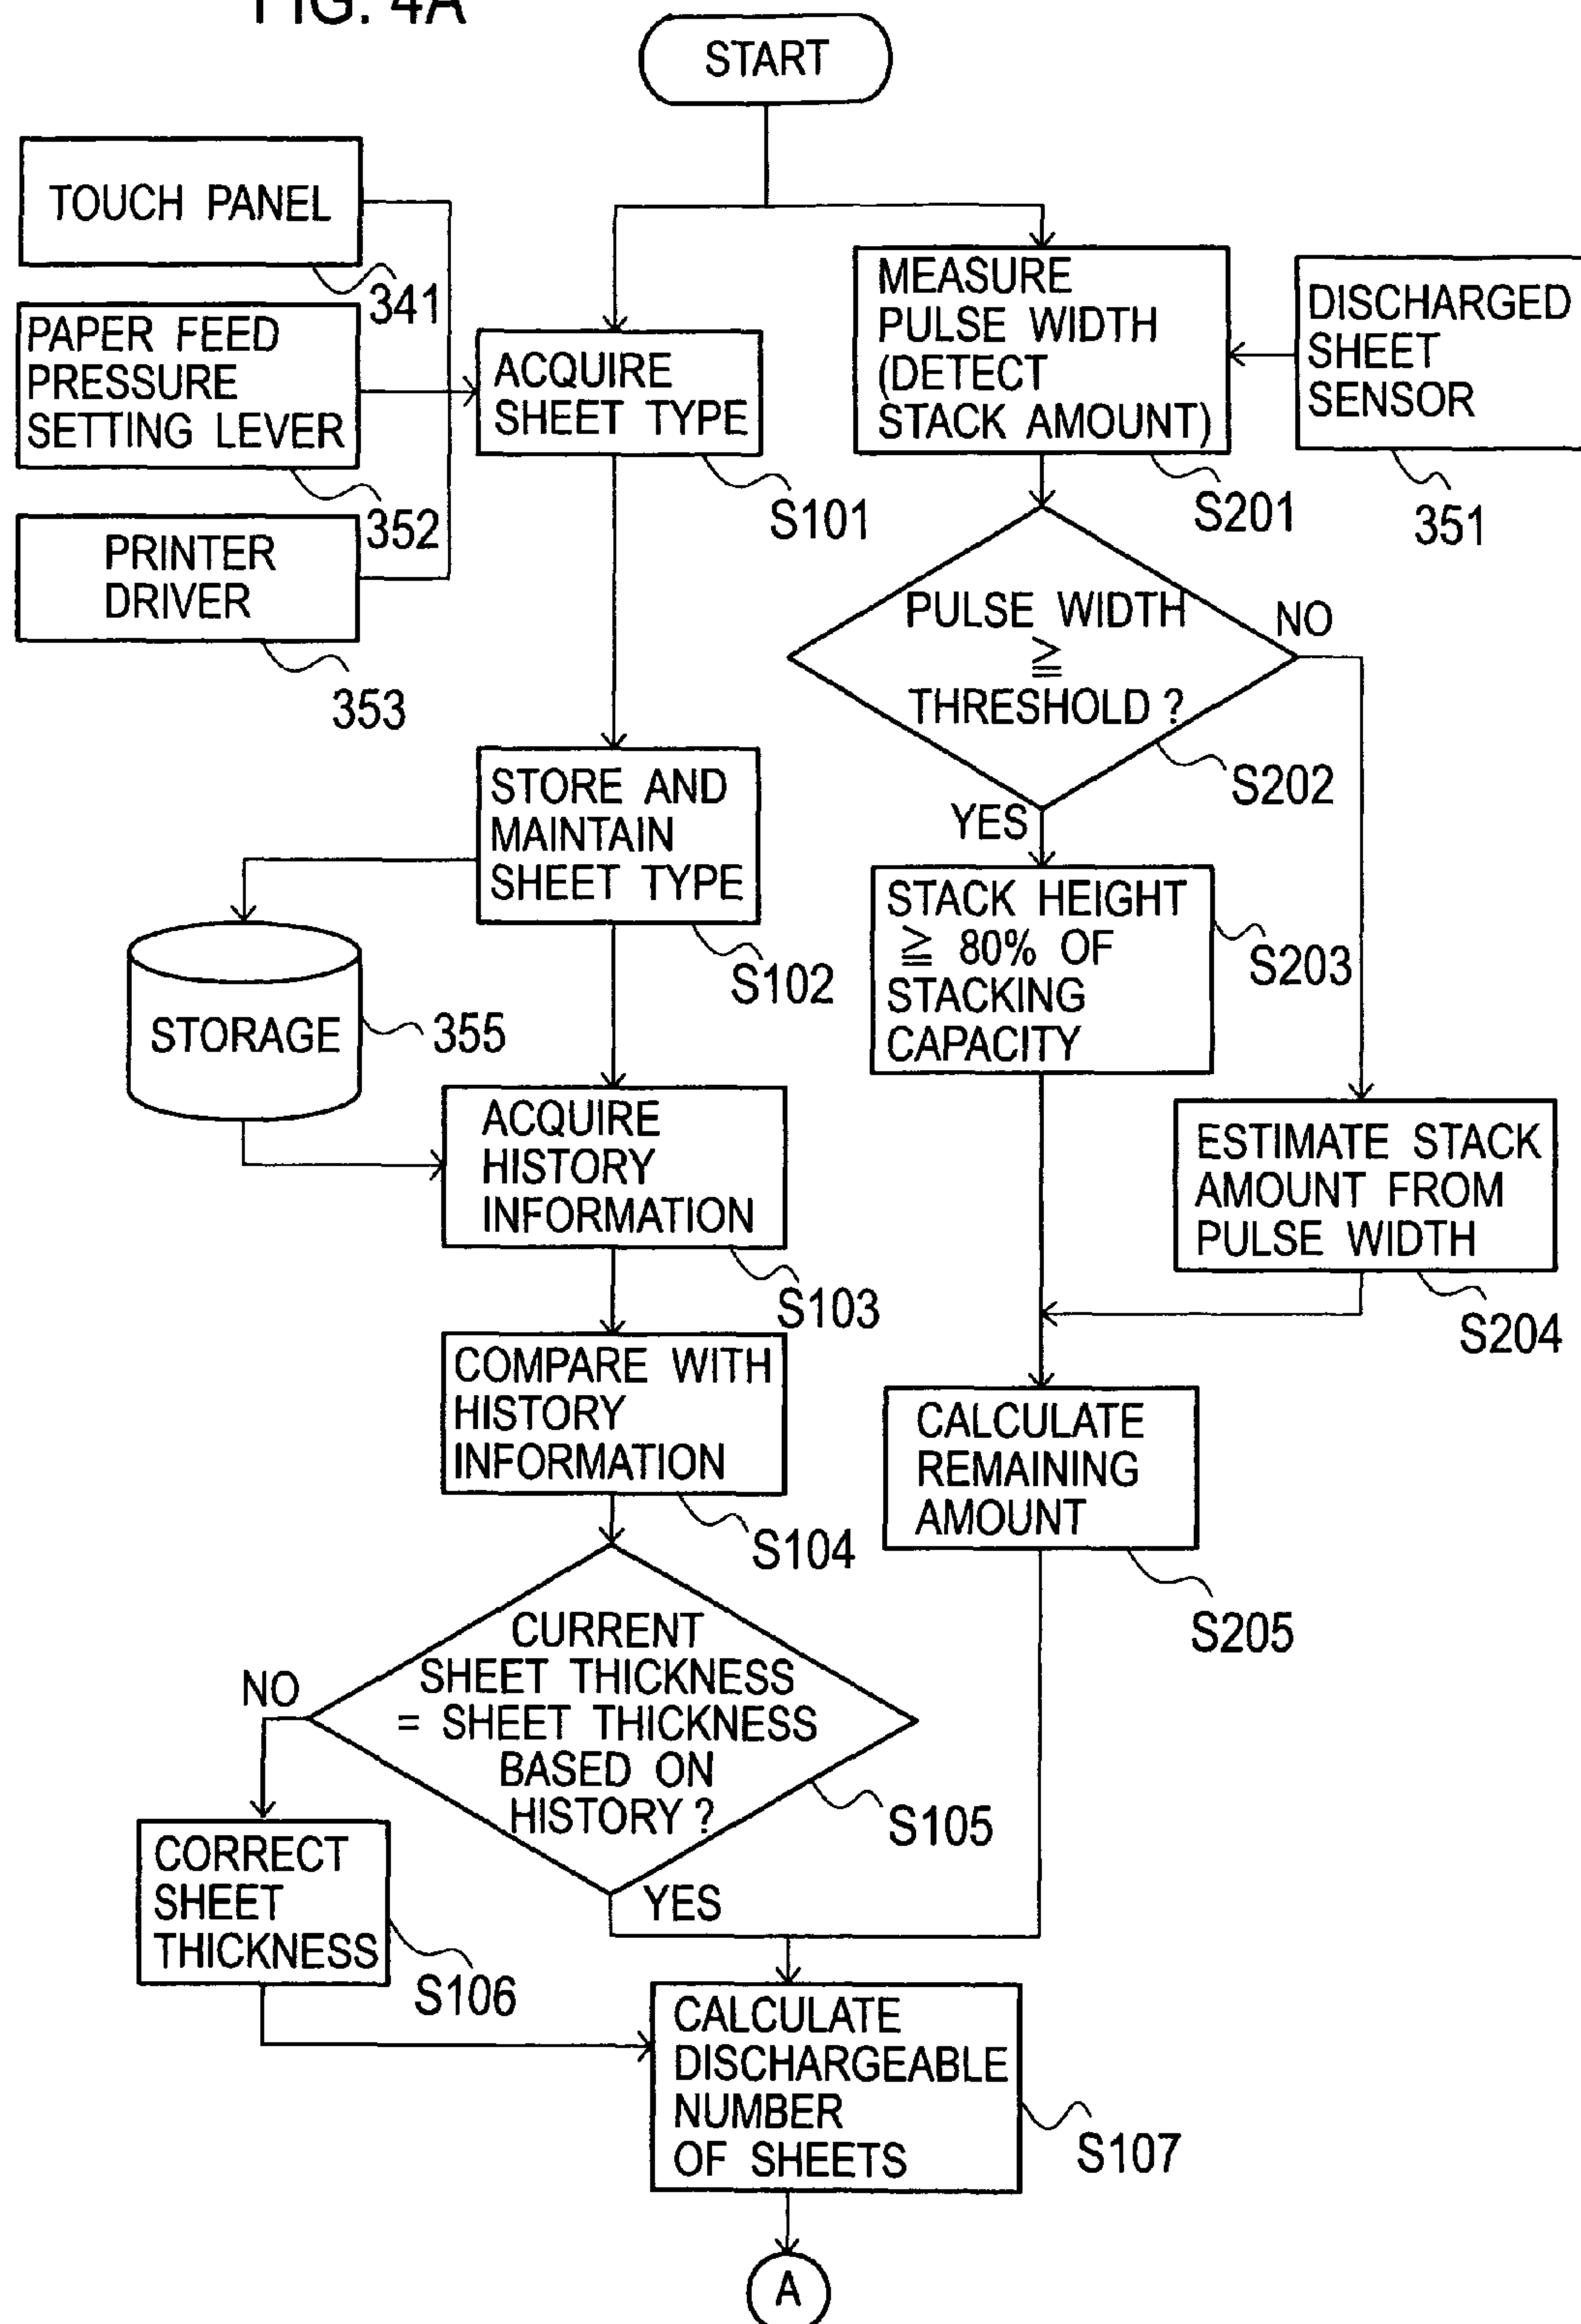 FIG. 4A
START
TOUCH PANEL
341
PAPER FEED
PRESSURE
SETTING LEVER
352
PRINTER
DRIVER
353
ACQUIRE
SHEET TYPE
S101
MEASURE
PULSE WIDTH
(DETECT
STACK AMOUNT)
S201
DISCHARGED
SHEET
SENSOR
351
PULSE WIDTH
≧
THRESHOLD ?
NO
S202
YES
STORE AND
MAINTAIN
SHEET TYPE
S102
STACK HEIGHT
≧ 80% OF
STACKING
CAPACITY
S203
STORAGE
355
ACQUIRE
HISTORY
INFORMATION
S103
ESTIMATE STACK
AMOUNT FROM
PULSE WIDTH
S204
COMPARE WITH
HISTORY
INFORMATION
S104
CALCULATE
REMAINING
AMOUNT
S205
CURRENT
SHEET THICKNESS
= SHEET THICKNESS
BASED ON
HISTORY ?
NO
S105
YES
CORRECT
SHEET
THICKNESS
S106
CALCULATE
DISCHARGEABLE
NUMBER
OF SHEETS
S107
A